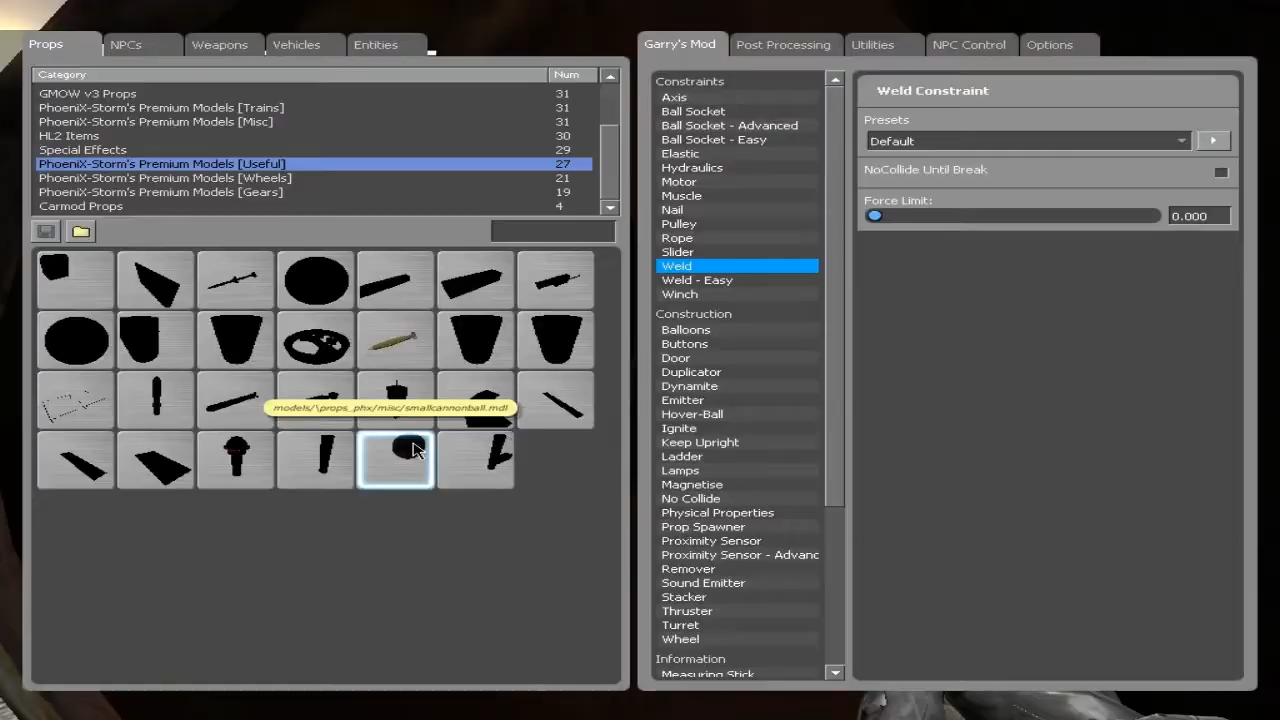 Props NPCs Weapons Vehicles Entities
Category Num
GMOW v3 Props 31
PhoeniX-Storm's Premium Models [Trains] 31
PhoeniX-Storm's Premium Models [Misc] 31
HL2 Items 30
Special Effects 29
PhoeniX-Storm's Premium Models [Useful] 27
PhoeniX-Storm's Premium Models [Wheels] 21
PhoeniX-Storm's Premium Models [Gears] 19
Carmod Props 4
models/\props_phx/misc/smallcannonball.mdl
Garry's Mod Post Processing Utilities NPC Control Options
Constraints
Axis
Ball Socket
Ball Socket - Advanced
Ball Socket - Easy
Elastic
Hydraulics
Motor
Muscle
Nail
Pulley
Rope
Slider
Weld
Weld - Easy
Winch
Construction
Balloons
Buttons
Door
Duplicator
Dynamite
Emitter
Hover-Ball
Ignite
Keep Upright
Ladder
Lamps
Magnetise
No Collide
Physical Properties
Prop Spawner
Proximity Sensor
Proximity Sensor - Advanc
Remover
Sound Emitter
Stacker
Thruster
Turret
Wheel
Information
Measuring Stick
Weld Constraint
Presets
Default
NoCollide Until Break
Force Limit:
0.000